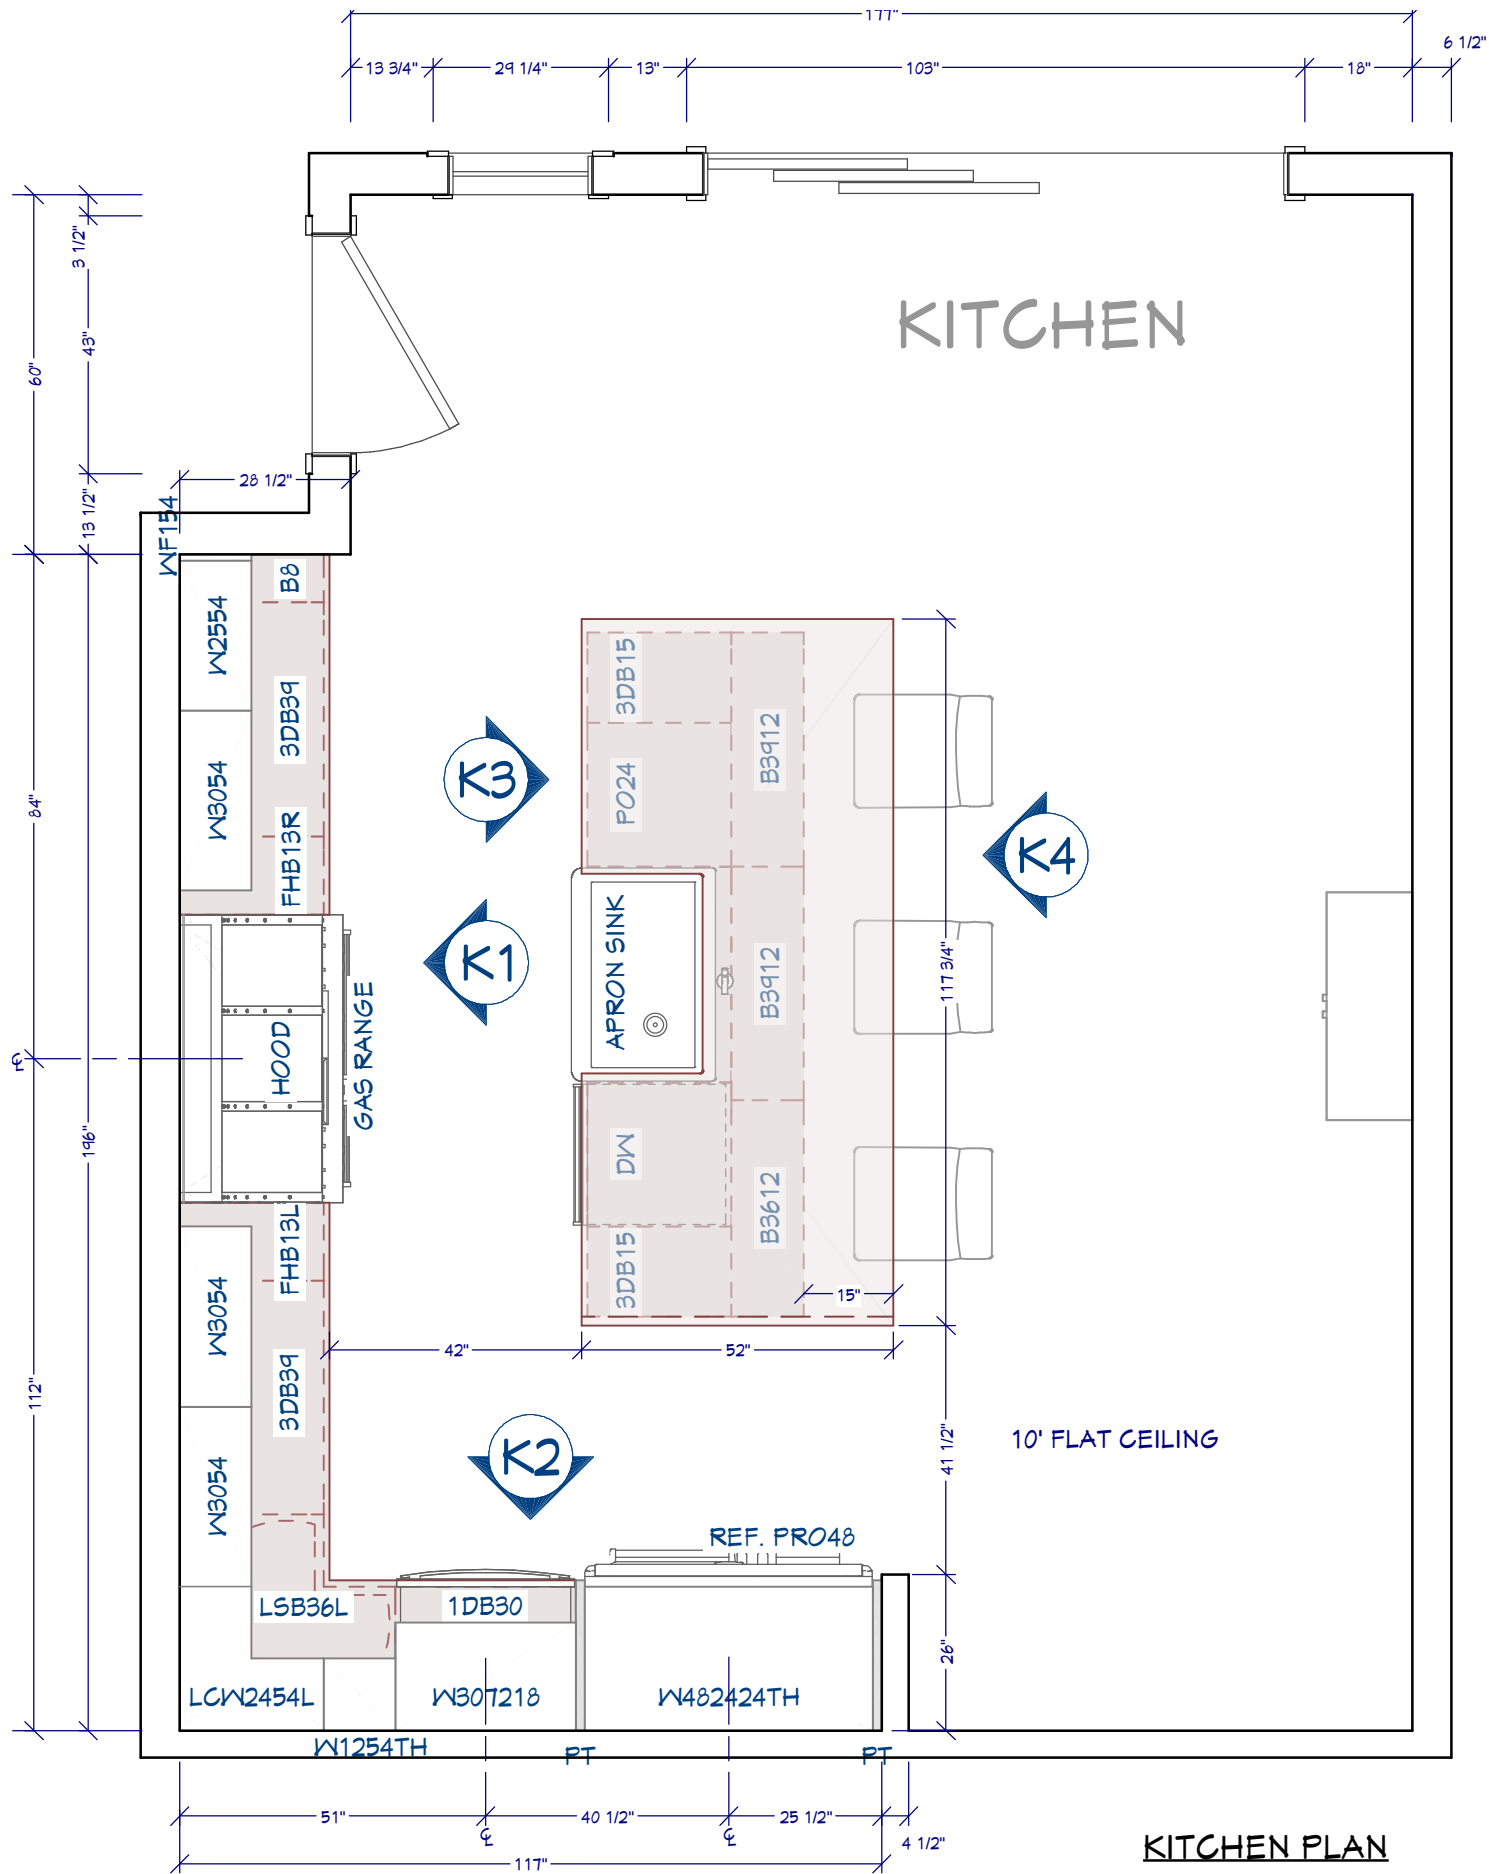 177"
6 1/2"
13 3/4"
29 1/4"
13"
103"
18"
3 1/2"
43"
60"
13 1/2"
KITCHEN
28 1/2"
WF154
B8
W2554
3DB39
W3054
FHB13R
84"
3DB15
B3912
PO24
K3
K4
K1
APRON SINK
B3912
117 3/4"
HOOD
GAS RANGE
℄
196"
DW
B3612
FHB13L
3DB15
15"
W3054
42"
52"
3DB39
112"
K2
41 1/2"
10' FLAT CEILING
W3054
REF. PRO48
LSB36L
1DB30
26"
LCW2454L
W307218
W482424TH
W1254TH
PT
PT
51"
40 1/2"
25 1/2"
℄
℄
4 1/2"
117"
KITCHEN PLAN